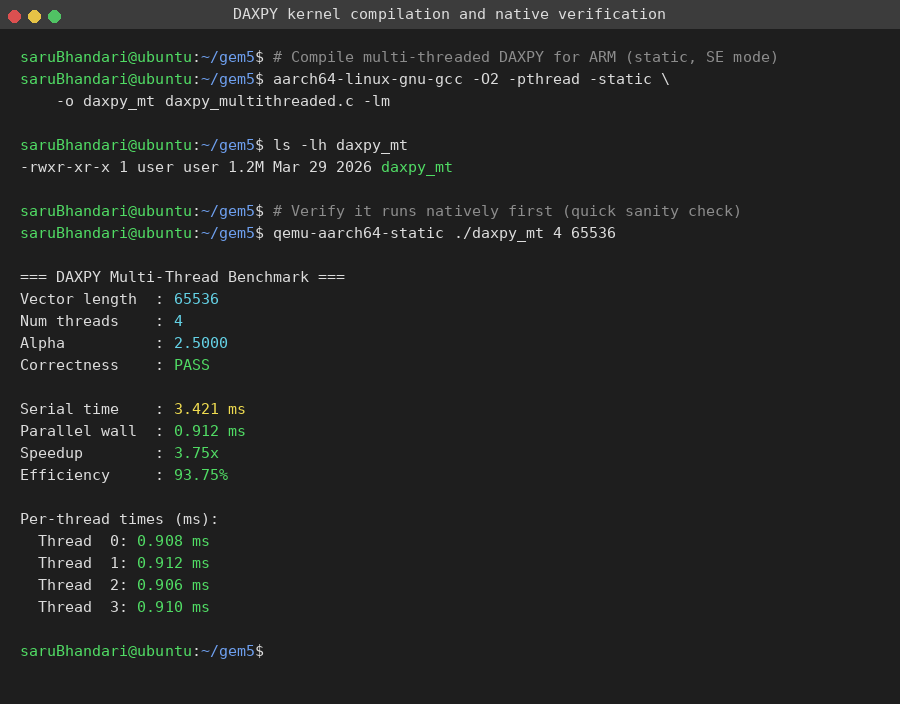 DAXPY kernel compilation and native verification
saruBhandari@ubuntu:~/gem5$ # Compile multi-threaded DAXPY for ARM (static, SE mode)
saruBhandari@ubuntu:~/gem5$ aarch64-linux-gnu-gcc -O2 -pthread -static \
    -o daxpy_mt daxpy_multithreaded.c -lm
saruBhandari@ubuntu:~/gem5$ ls -lh daxpy_mt
-rwxr-xr-x 1 user user 1.2M Mar 29 2026 daxpy_mt
saruBhandari@ubuntu:~/gem5$ # Verify it runs natively first (quick sanity check)
saruBhandari@ubuntu:~/gem5$ qemu-aarch64-static ./daxpy_mt 4 65536
=== DAXPY Multi-Thread Benchmark ===
Vector length  : 65536
Num threads    : 4
Alpha          : 2.5000
Correctness    : PASS
Serial time    : 3.421 ms
Parallel wall  : 0.912 ms
Speedup        : 3.75x
Efficiency     : 93.75%
Per-thread times (ms):
  Thread  0: 0.908 ms
  Thread  1: 0.912 ms
  Thread  2: 0.906 ms
  Thread  3: 0.910 ms
saruBhandari@ubuntu:~/gem5$